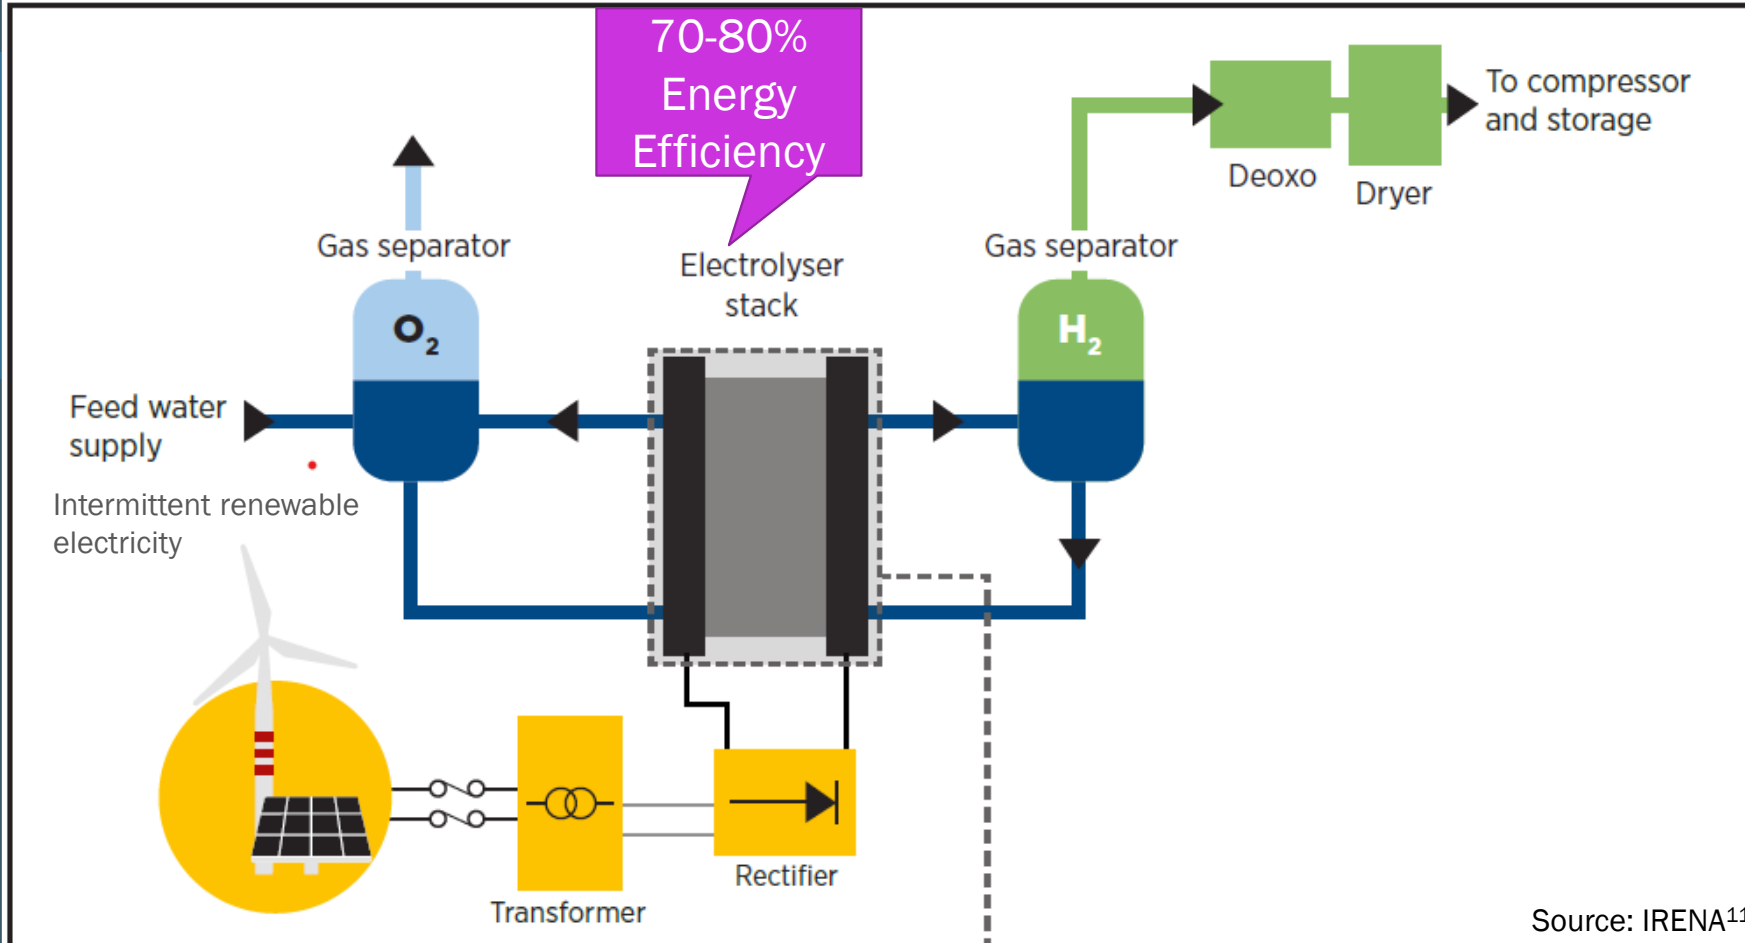 70-80%
Energy
Efficiency
To compressor
and storage
Deoxo
Dryer
Gas separator
Electrolyser
stack
Gas separator
O₂
H₂
Feed water
supply
Intermittent renewable
electricity
Rectifier
Transformer
Source: IRENA¹¹